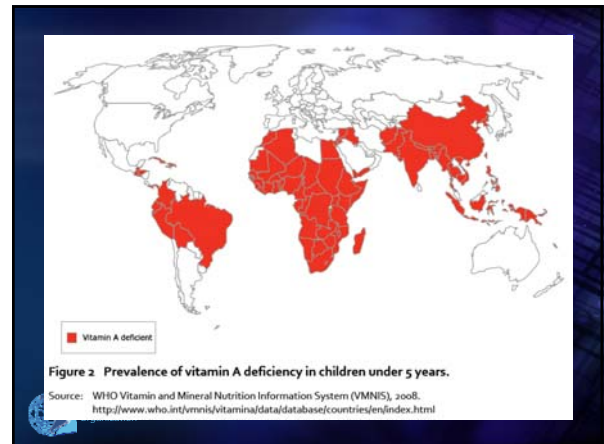 Vitamin A deficient
Figure 2 Prevalence of vitamin A deficiency in children under 5 years.
Source: WHO Vitamin and Mineral Nutrition Information System (VMNIS), 2008.
http://www.who.int/vmnis/vitamina/data/database/countries/en/index.html